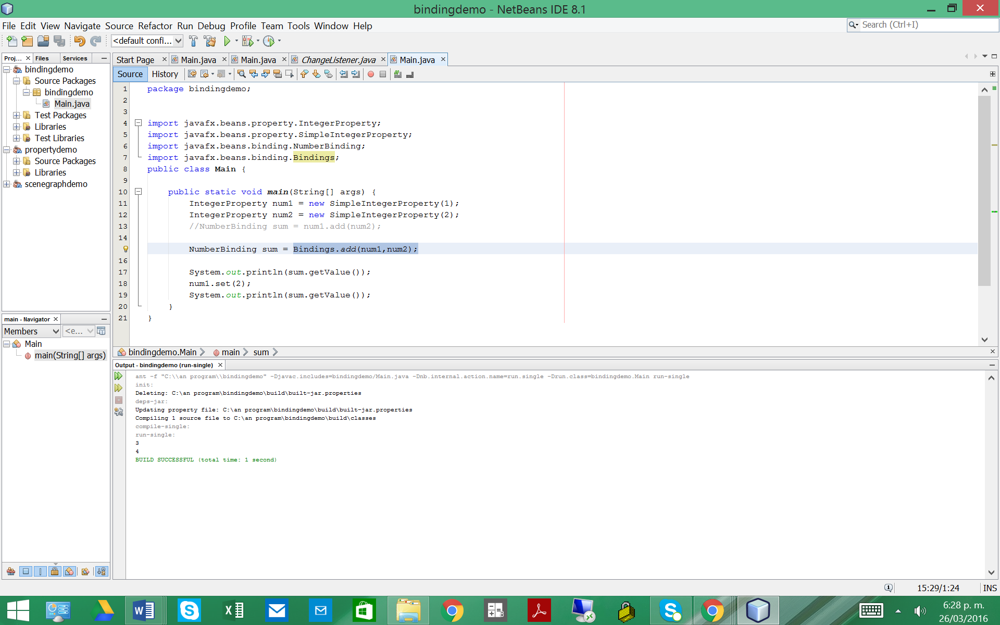 bindingdemo - NetBeans IDE 8.1
File Edit View Navigate Source Refactor Run Debug Profile Team Tools Window Help
Search (Ctrl+I)
<default confi...
Proj... Files Services
bindingdemo
Source Packages
bindingdemo
Main.java
Test Packages
Libraries
Test Libraries
propertydemo
Source Packages
Libraries
scenegraphdemo
Start Page Main.java Main.java ChangeListener.java Main.java
Source History
1 package bindingdemo;
2
3
4 import javafx.beans.property.IntegerProperty;
5 import javafx.beans.property.SimpleIntegerProperty;
6 import javafx.beans.binding.NumberBinding;
7 import javafx.beans.binding.Bindings;
8 public class Main {
9
10 public static void main(String[] args) {
11 IntegerProperty num1 = new SimpleIntegerProperty(1);
12 IntegerProperty num2 = new SimpleIntegerProperty(2);
13 //NumberBinding sum = num1.add(num2);
14
NumberBinding sum = Bindings.add(num1,num2);
16
17 System.out.println(sum.getValue());
18 num1.set(2);
19 System.out.println(sum.getValue());
20 }
21 }
main - Navigator
Members <e...
Main
main(String[] args)
bindingdemo.Main main sum
Output - bindingdemo (run-single)
ant -f "C:\\an program\\bindingdemo" -Djavac.includes=bindingdemo/Main.java -Dnb.internal.action.name=run.single -Drun.class=bindingdemo.Main run-single
init:
Deleting: C:\an program\bindingdemo\build\built-jar.properties
deps-jar:
Updating property file: C:\an program\bindingdemo\build\built-jar.properties
Compiling 1 source file to C:\an program\bindingdemo\build\classes
compile-single:
run-single:
3
4
BUILD SUCCESSFUL (total time: 1 second)
15:29/1:24 INS
6:28 p. m.
26/03/2016